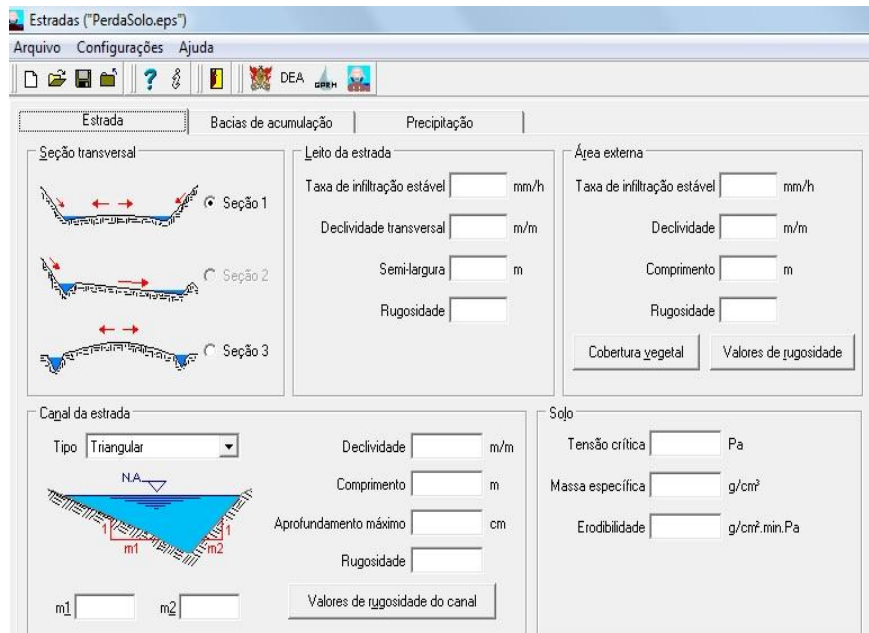 Estradas ("PerdaSolo.eps")
Arquivo Configurações Ajuda
DEA GPRH
Estrada Bacias de acumulação Precipitação
Seção transversal
Seção 1
Seção 2
Seção 3
Leito da estrada
Taxa de infiltração estável mm/h
Declividade transversal m/m
Semi-largura m
Rugosidade
Área externa
Taxa de infiltração estável mm/h
Declividade m/m
Comprimento m
Rugosidade
Cobertura vegetal Valores de rugosidade
Canal da estrada
Tipo Triangular
N.A.
1 1
m1 m2
m1 m2
Declividade m/m
Comprimento m
Aprofundamento máximo cm
Rugosidade
Valores de rugosidade do canal
Solo
Tensão crítica Pa
Massa específica g/cm³
Erodibilidade g/cm².min.Pa